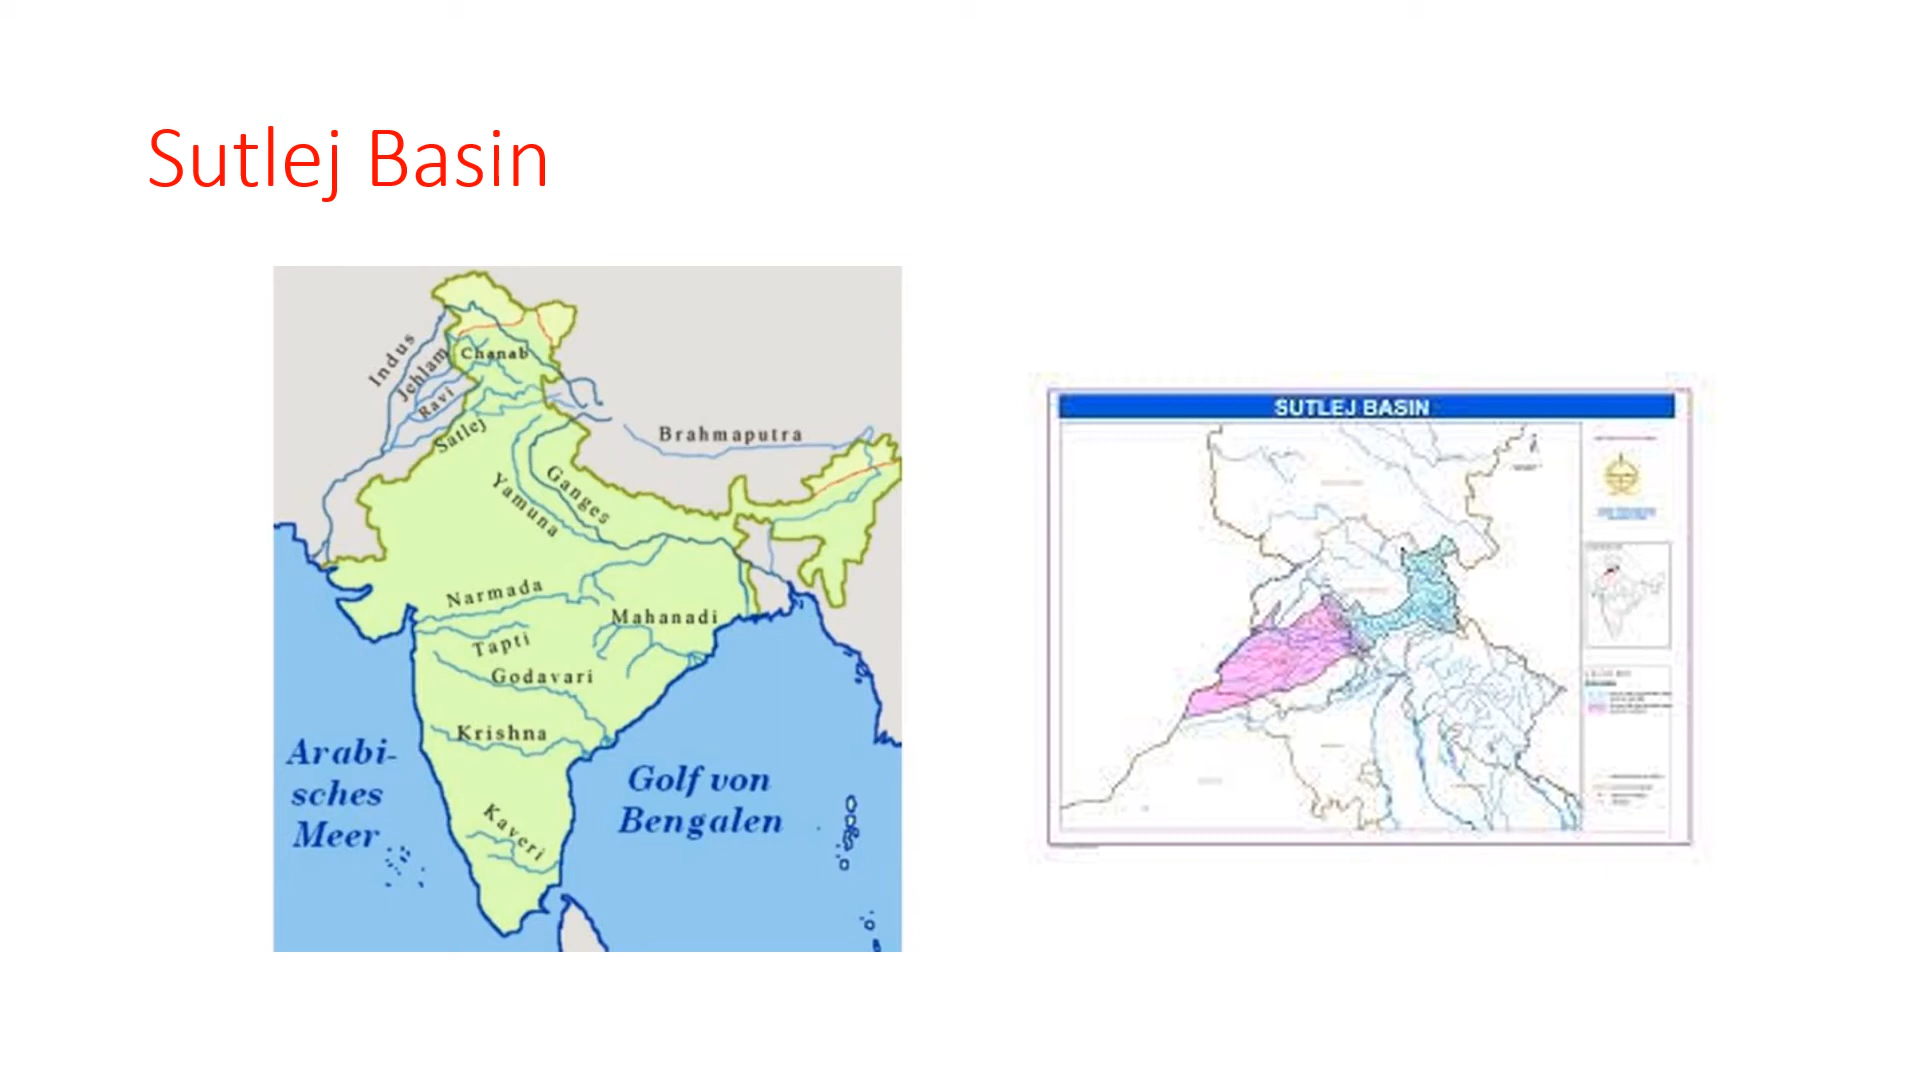 Sutlej Basin
Indus
Jehlam
Chanab
Ravi
Satlej
Brahmaputra
Ganges
Yamuna
Narmada
Mahanadi
Tapti
Godavari
Krishna
Arabi-
sches
Meer
Golf von
Bengalen
Kaveri
SUTLEJ BASIN